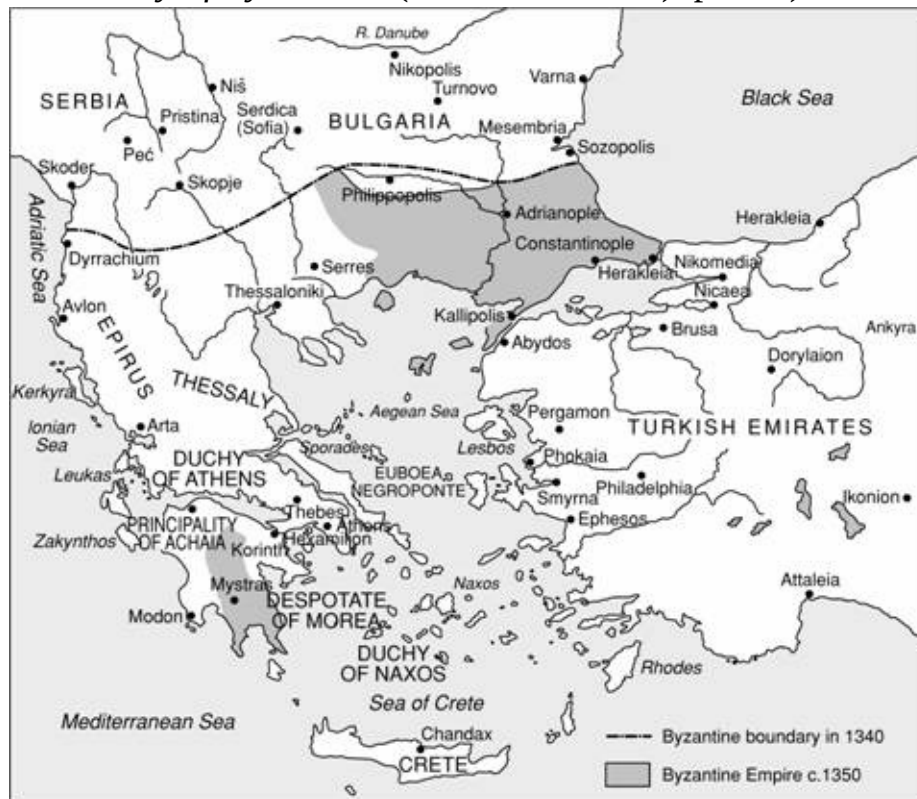 R. Danube
Nikopolis
Turnovo
Varna
Niš
SERBIA
Black Sea
Pristina
Serdica
(Sofia)
BULGARIA
Mesembria
Peć
Sozopolis
Skoder
Skopje
Philippopolis
Adriatic Sea
Adrianople
Herakleia
Dyrrachium
Constantinople
Serres
Herakleia
Nikomedia
Thessaloniki
Nicaea
Avlon
Kallipolis
Brusa
Ankyra
Abydos
EPIRUS
Dorylaion
THESSALY
Kerkyra
Aegean Sea
Pergamon
Ionian
Sea
Arta
TURKISH EMIRATES
Sporades
Lesbos
Phokaia
DUCHY
OF ATHENS
Leukas
EUBOEA
NEGROPONTE
Philadelphia
Smyrna
Ikonion
Thebes
PRINCIPALITY
OF ACHAIA
Athens
Ephesos
Zakynthos
Hexamilion
Korinth
Mystras
Naxos
Attaleia
DESPOTATE
OF MOREA
Modon
DUCHY
OF NAXOS
Rhodes
Sea of Crete
Mediterranean Sea
Chandax
Byzantine boundary in 1340
CRETE
Byzantine Empire c.1350